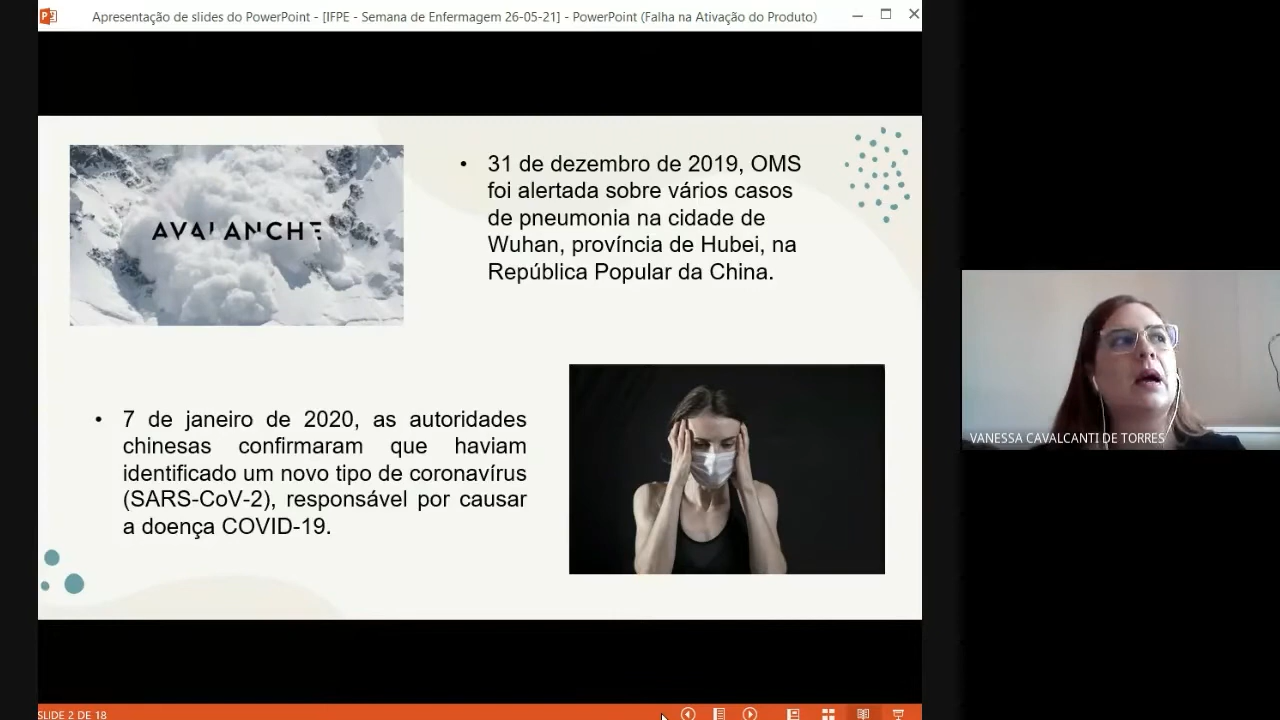 Apresentação de slides do PowerPoint - [IFPE - Semana de Enfermagem 26-05-21] - PowerPoint (Falha na Ativação do Produto)
AVALANCHE
• 31 de dezembro de 2019, OMS
foi alertada sobre vários casos
de pneumonia na cidade de
Wuhan, província de Hubei, na
República Popular da China.
• 7 de janeiro de 2020, as autoridades
chinesas confirmaram que haviam
identificado um novo tipo de coronavírus
(SARS-CoV-2), responsável por causar
a doença COVID-19.
VANESSA CAVALCANTI DE TORRES
SLIDE 2 DE 18